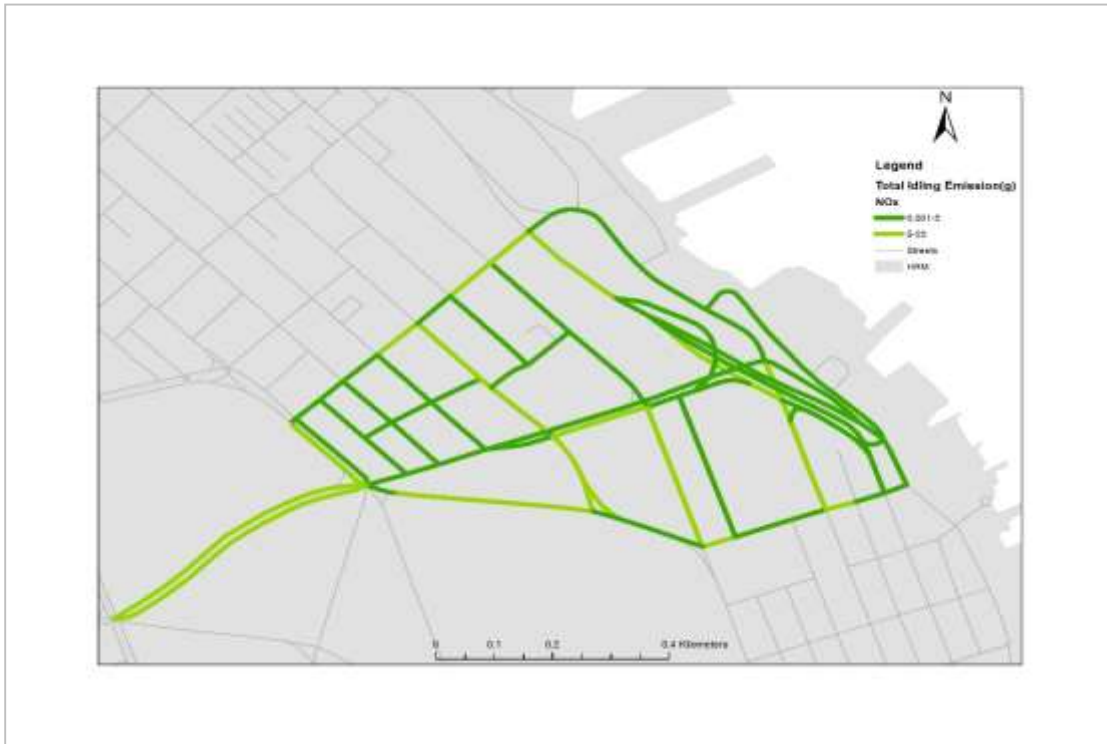 N
Legend
Total Idling Emission(g)
NOx
Streets
HRM
0 0.1 0.2 0.4 Kilometers